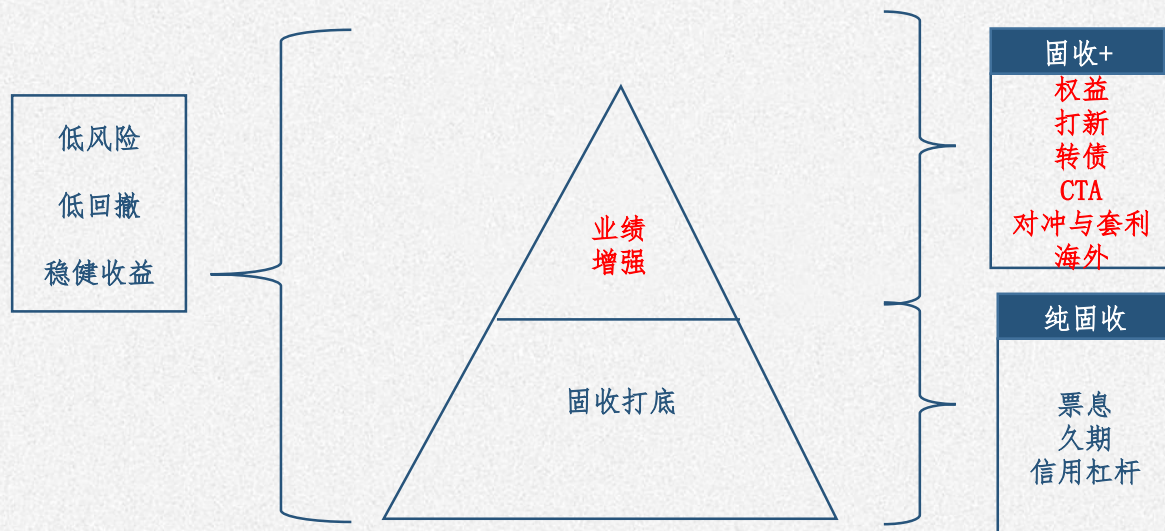 低风险
低回撤
稳健收益
业绩
增强
固收打底
固收+
权益
打新
转债
CTA
对冲与套利
海外
纯固收
票息
久期
信用杠杆